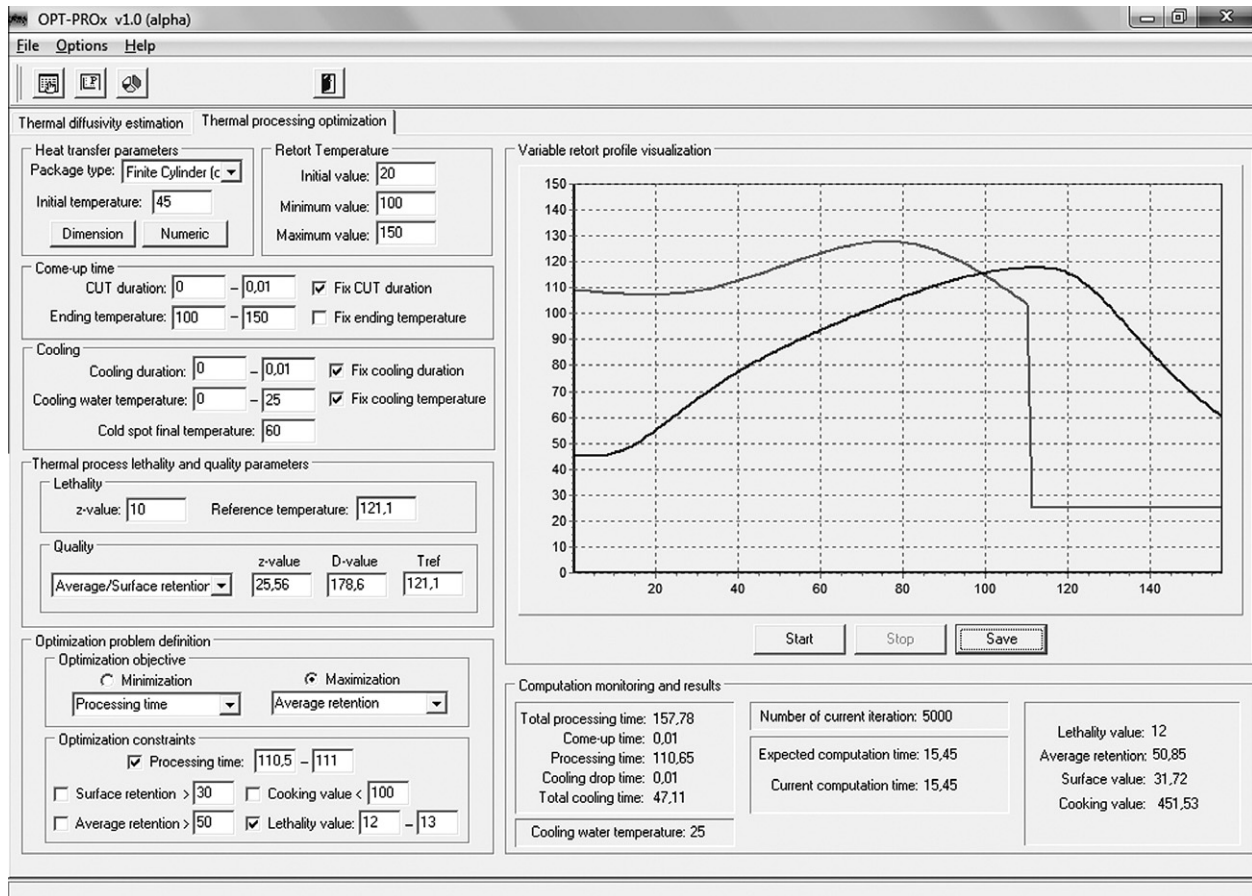 OPT-PROx v1.0 (alpha)
File Options Help
Thermal diffusivity estimation Thermal processing optimization
Heat transfer parameters
Package type: Finite Cylinder (c
Initial temperature: 45
Dimension Numeric
Retort Temperature
Initial value: 20
Minimum value: 100
Maximum value: 150
Come-up time
CUT duration: 0 – 0,01 Fix CUT duration
Ending temperature: 100 – 150 Fix ending temperature
Cooling
Cooling duration: 0 – 0,01 Fix cooling duration
Cooling water temperature: 0 – 25 Fix cooling temperature
Cold spot final temperature: 60
Thermal process lethality and quality parameters
Lethality
z-value: 10 Reference temperature: 121,1
Quality
z-value D-value Tref
Average/Surface retention 25,56 178,6 121,1
Optimization problem definition
Optimization objective
Minimization Maximization
Processing time Average retention
Optimization constraints
Processing time: 110,5 – 111
Surface retention > 30 Cooking value < 100
Average retention > 50 Lethality value: 12 – 13
Variable retort profile visualization
150
140
130
120
110
100
90
80
70
60
50
40
30
20
10
0
20 40 60 80 100 120 140
Start Stop Save
Computation monitoring and results
Total processing time: 157,78
Come-up time: 0,01
Processing time: 110,65
Cooling drop time: 0,01
Total cooling time: 47,11
Cooling water temperature: 25
Number of current iteration: 5000
Expected computation time: 15,45
Current computation time: 15,45
Lethality value: 12
Average retention: 50,85
Surface value: 31,72
Cooking value: 451,53